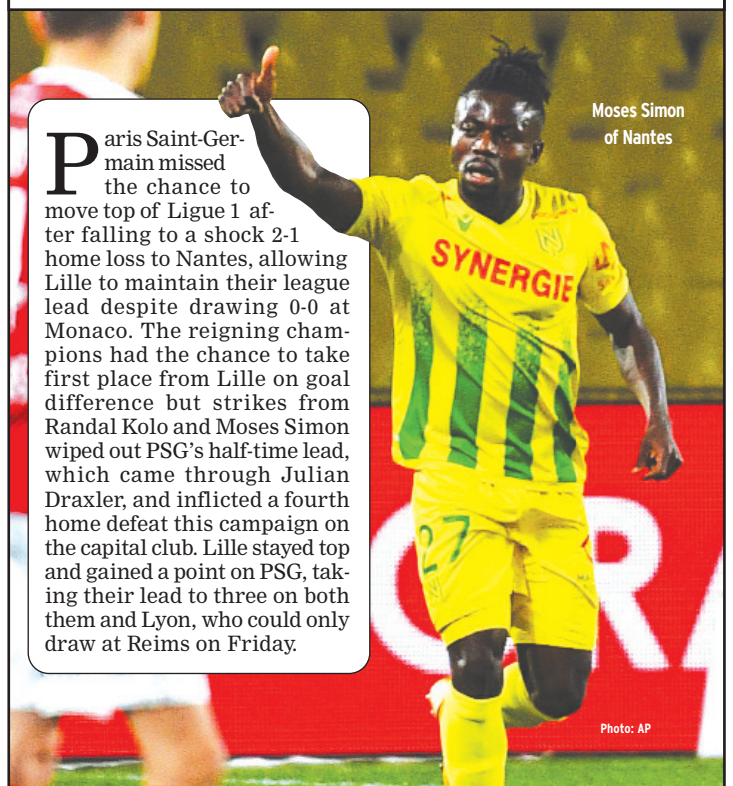 Moses Simon
of Nantes
Paris Saint-Ger-
main missed
the chance to
move top of Ligue 1 af-
ter falling to a shock 2-1
home loss to Nantes, allowing
Lille to maintain their league
lead despite drawing 0-0 at
Monaco. The reigning cham-
pions had the chance to take
first place from Lille on goal
difference but strikes from
Randal Kolo and Moses Simon
wiped out PSG’s half-time lead,
which came through Julian
Draxler, and inflicted a fourth
home defeat this campaign on
the capital club. Lille stayed top
and gained a point on PSG, tak-
ing their lead to three on both
them and Lyon, who could only
draw at Reims on Friday.
SYNERGIE
27
Photo: AP